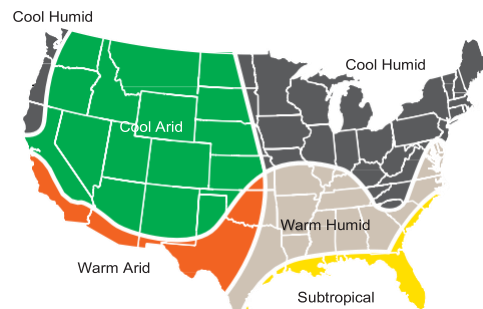 Cool Humid
Cool Humid
Cool Arid
Warm Humid
Warm Arid
Subtropical